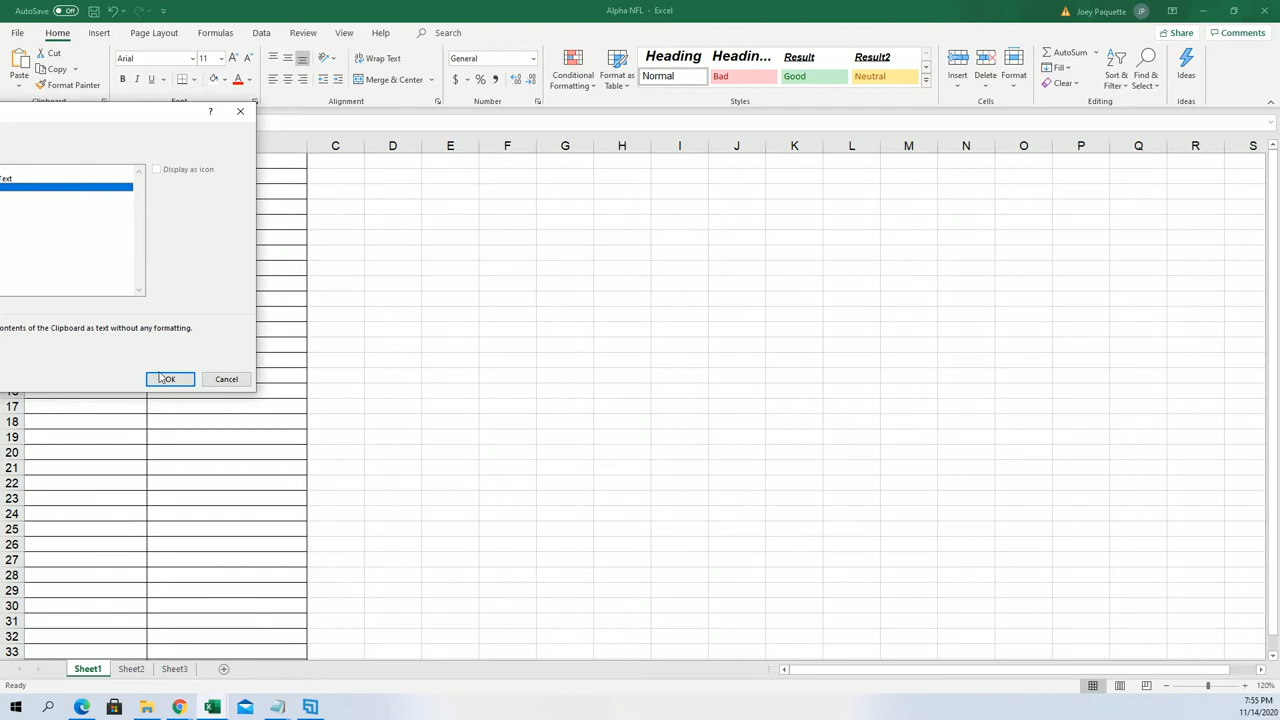 AutoSave Off
Alpha NFL - Excel
Joey Paquette JP
File Home Insert Page Layout Formulas Data Review View Help Search
Share Comments
Paste Cut
Copy
Format Painter
Clipboard
Arial 11
B I U
Font
Wrap Text
Merge & Center
Alignment
General
$ % ,
Number
Conditional
Formatting
Format as
Table
Heading Headin... Result Result2
Normal Bad Good Neutral
Styles
Insert Delete Format
Cells
AutoSum
Fill
Clear
Sort &
Filter
Find &
Select
Editing
Ideas
Ideas
? ×
C D E F G H I J K L M N O P Q R S
Display as icon
Text
ontents of the Clipboard as text without any formatting.
OK Cancel
16
17
18
19
20
21
22
23
24
25
26
27
28
29
30
31
32
33
Sheet1 Sheet2 Sheet3
Ready
120%
7:55 PM
11/14/2020